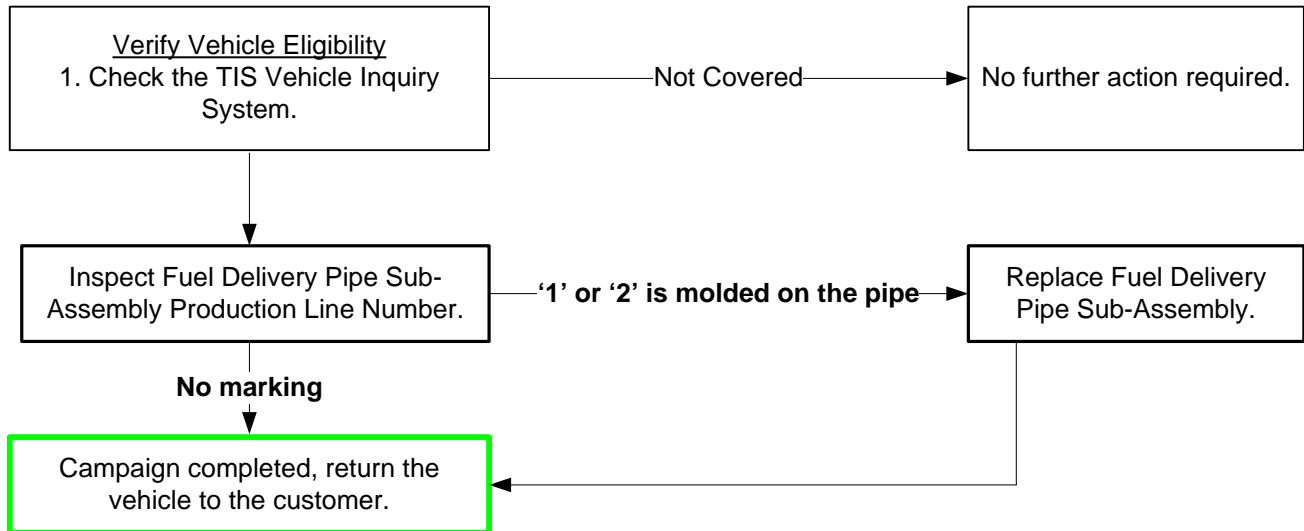 Verify Vehicle Eligibility
1. Check the TIS Vehicle Inquiry
System.
Not Covered
No further action required.
Inspect Fuel Delivery Pipe Sub-
Assembly Production Line Number.
‘1’ or ‘2’ is molded on the pipe
Replace Fuel Delivery
Pipe Sub-Assembly.
No marking
Campaign completed, return the
vehicle to the customer.